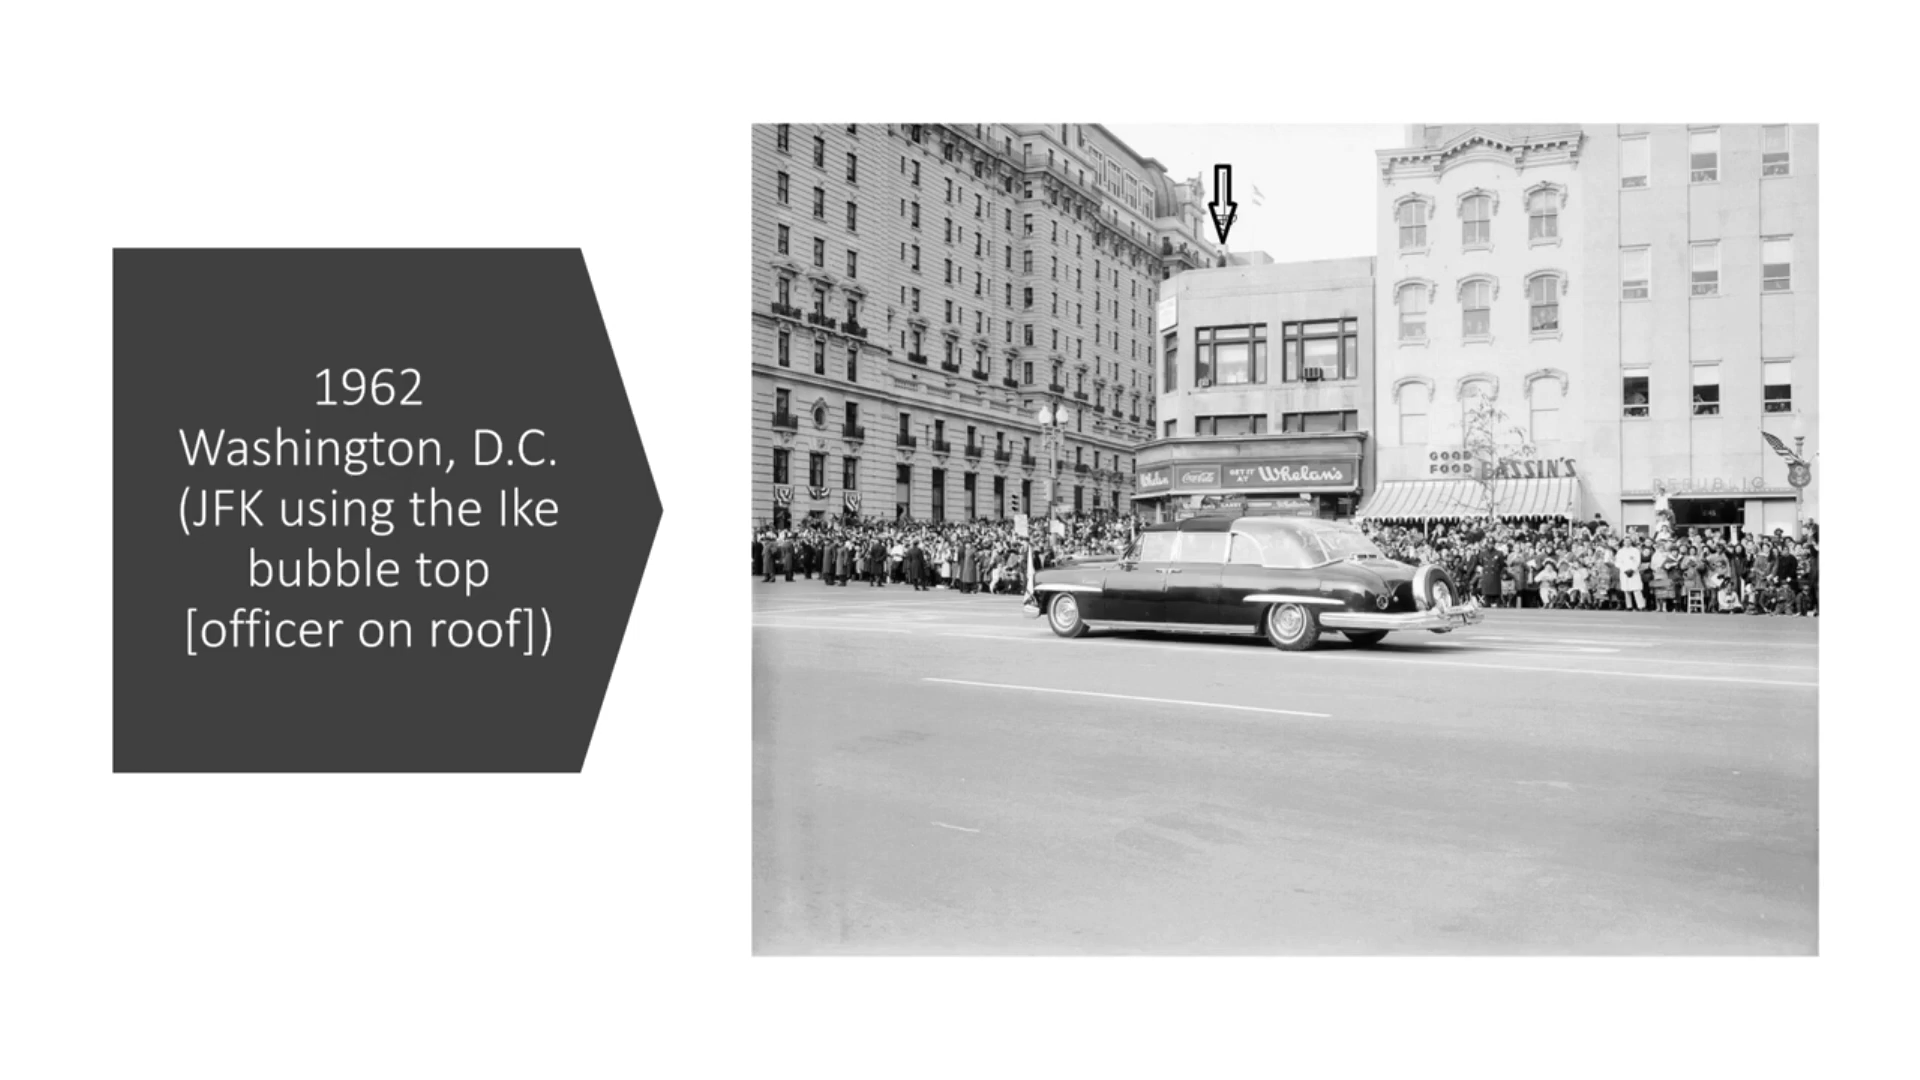 1962
Washington, D.C.
(JFK using the Ike
bubble top
[officer on roof])
Whelan
Coca-Cola
GET IT
AT
Whelan's
GOOD
FOOD
BASSIN'S
REPUBLIC